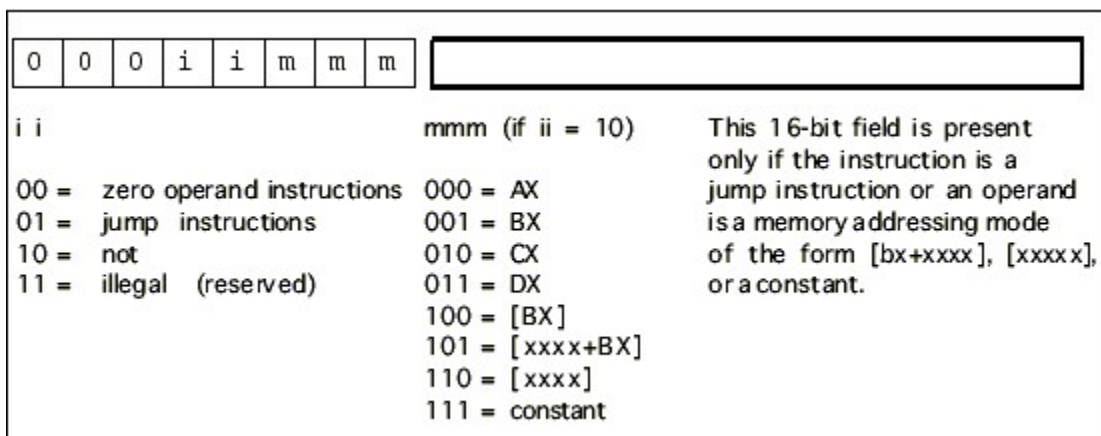 0 0 0 i i m m m
i i
00 = zero operand instructions
01 = jump instructions
10 = not
11 = illegal (reserved)
mmm (if ii = 10)
000 = AX
001 = BX
010 = CX
011 = DX
100 = [BX]
101 = [xxxx+BX]
110 = [xxxx]
111 = constant
This 16-bit field is present
only if the instruction is a
jump instruction or an operand
is a memory addressing mode
of the form [bx+xxxx], [xxxxx],
or a constant.